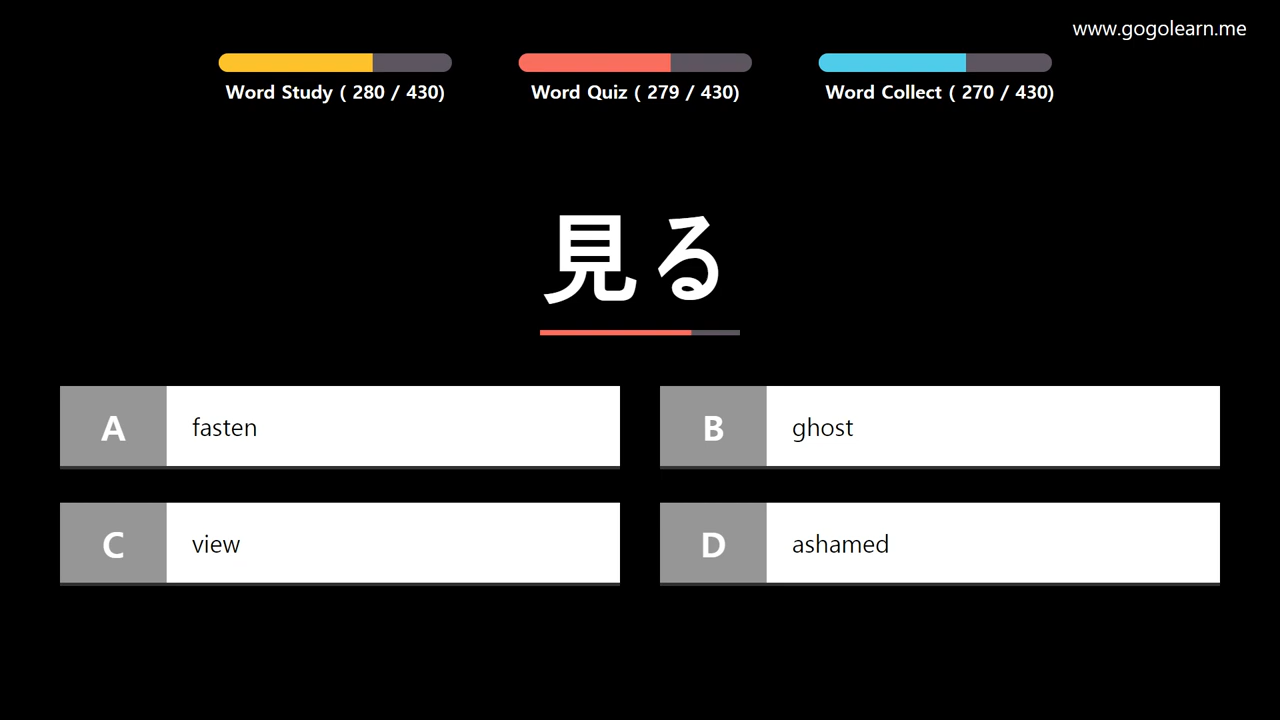 www.gogolearn.me
Word Study ( 280 / 430)
Word Quiz ( 279 / 430)
Word Collect ( 270 / 430)
見る
A fasten
B ghost
C view
D ashamed